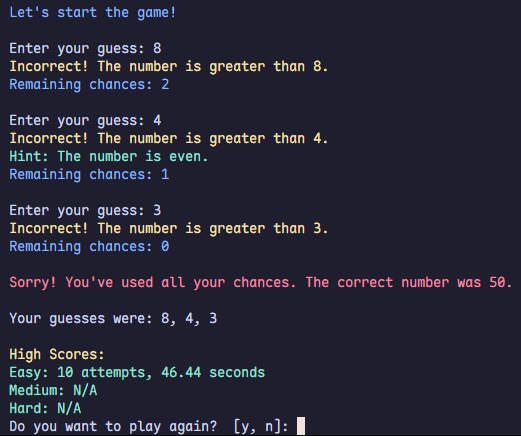 Let's start the game!
Enter your guess: 8
Incorrect! The number is greater than 8.
Remaining chances: 2
Enter your guess: 4
Incorrect! The number is greater than 4.
Hint: The number is even.
Remaining chances: 1
Enter your guess: 3
Incorrect! The number is greater than 3.
Remaining chances: 0
Sorry! You've used all your chances. The correct number was 50.
Your guesses were: 8, 4, 3
High Scores:
Easy: 10 attempts, 46.44 seconds
Medium: N/A
Hard: N/A
Do you want to play again?  [y, n]: